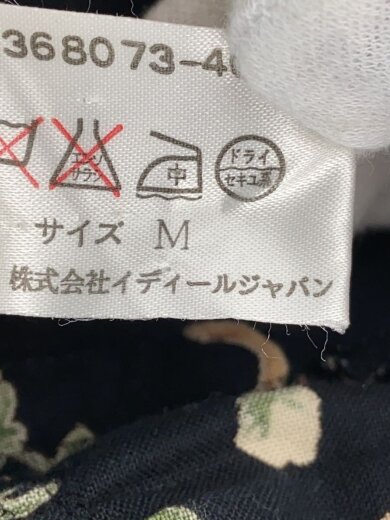 368073-4
エンソ
サラシ
中
ドライ
セキユ系
サイズ M
株式会社イディールジャパン